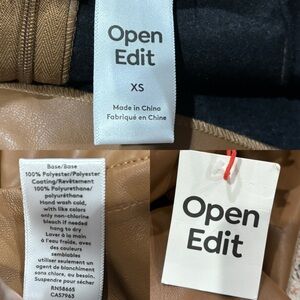 Open
Edit
XS
Made in China
Fabriqué en Chine
Base/Base
100% Polyester/Polyester
Coating/Revêtement
100% Polyurethane/
polyuréthane
Hand wash cold,
with like colors
only non-chlorine
bleach if needed
hang to dry
Laver à la main
à l'eau froide, avec
des couleurs
semblables
utiliser seulement un
agent de blanchiment
sans chlore, au besoin.
Suspendre pour sécher
RN58665
CA57963
Open
Edit